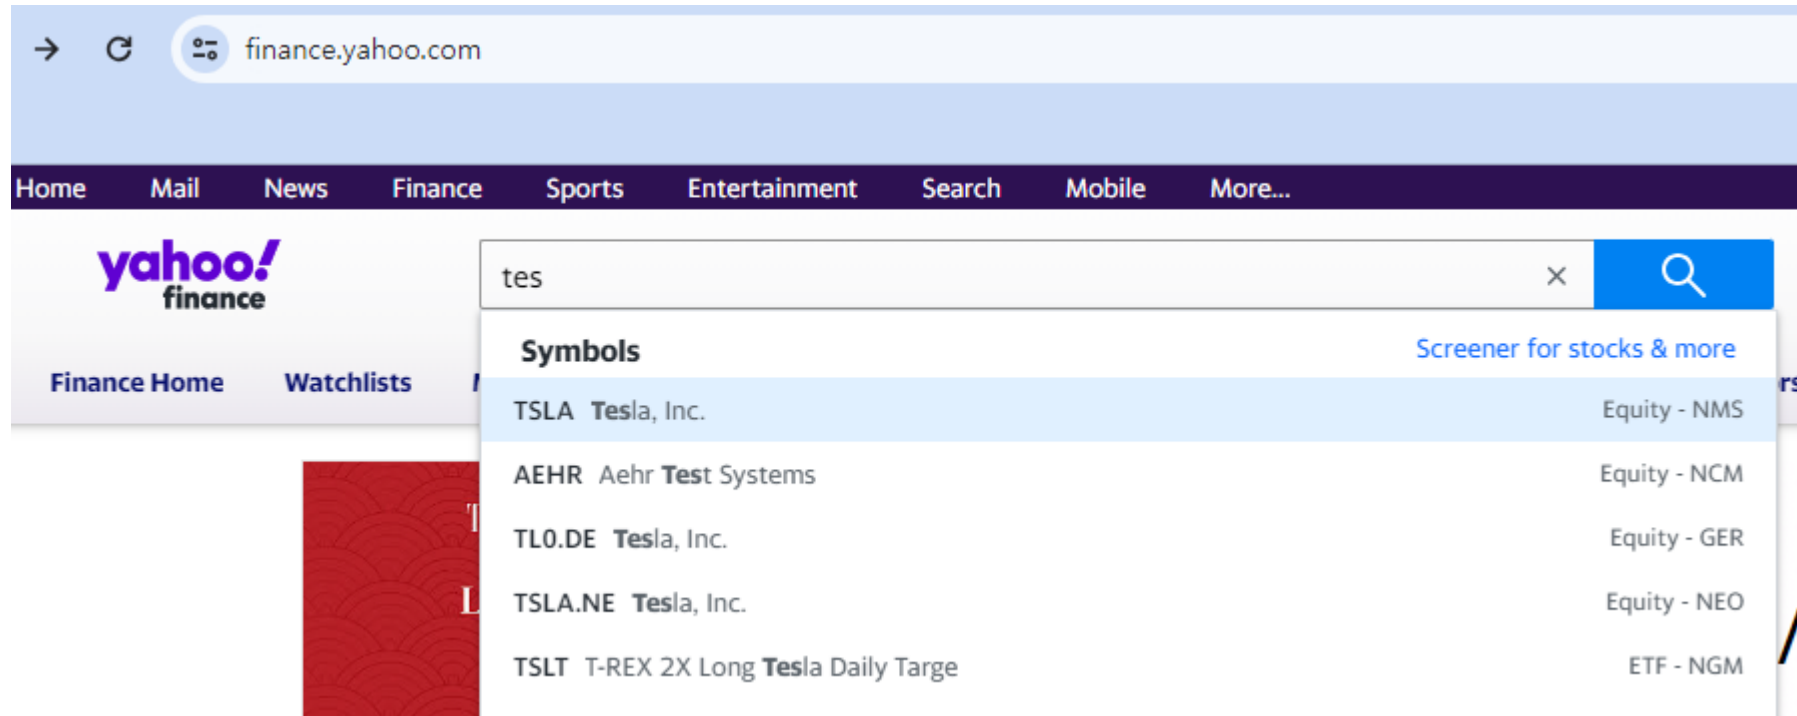 finance.yahoo.com
Home Mail News Finance Sports Entertainment Search Mobile More...
yahoo!
finance
tes
Symbols Screener for stocks & more
Finance Home Watchlists
TSLA Tesla, Inc. Equity - NMS
AEHR Aehr Test Systems Equity - NCM
TL0.DE Tesla, Inc. Equity - GER
TSLA.NE Tesla, Inc. Equity - NEO
TSLT T-REX 2X Long Tesla Daily Targe ETF - NGM